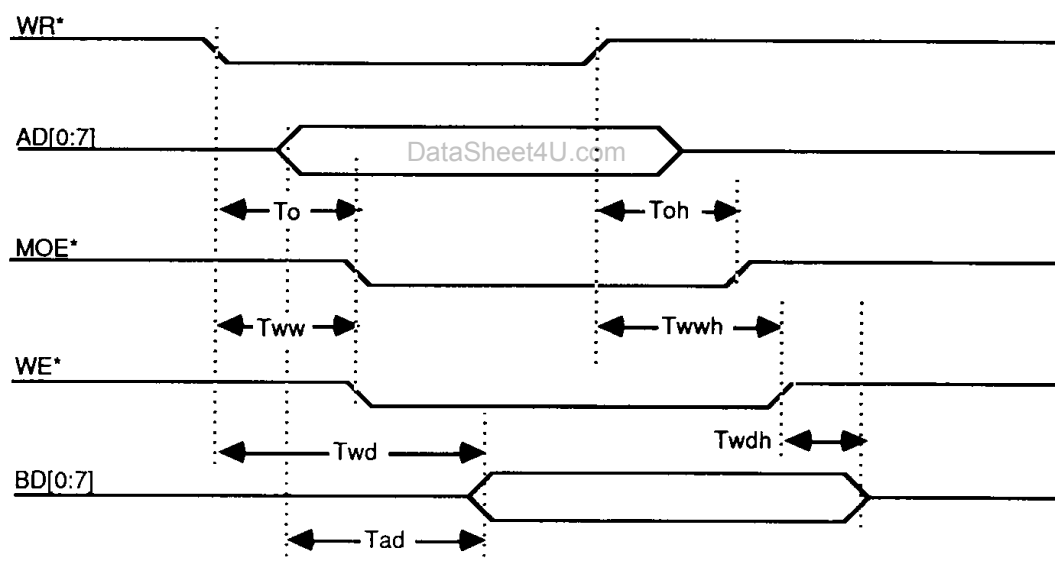 WR*
AD[0:7]
DataSheet4U.com
To
Toh
MOE*
Tww
Twwh
WE*
Twd
Twdh
BD[0:7]
Tad